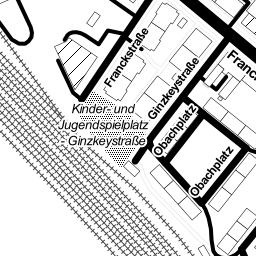 Franckstraße
Franc
Ginzkeystraße
Kinder- und
Jugendspielplatz
- Ginzkeystraße
Obachplatz
Obachplatz